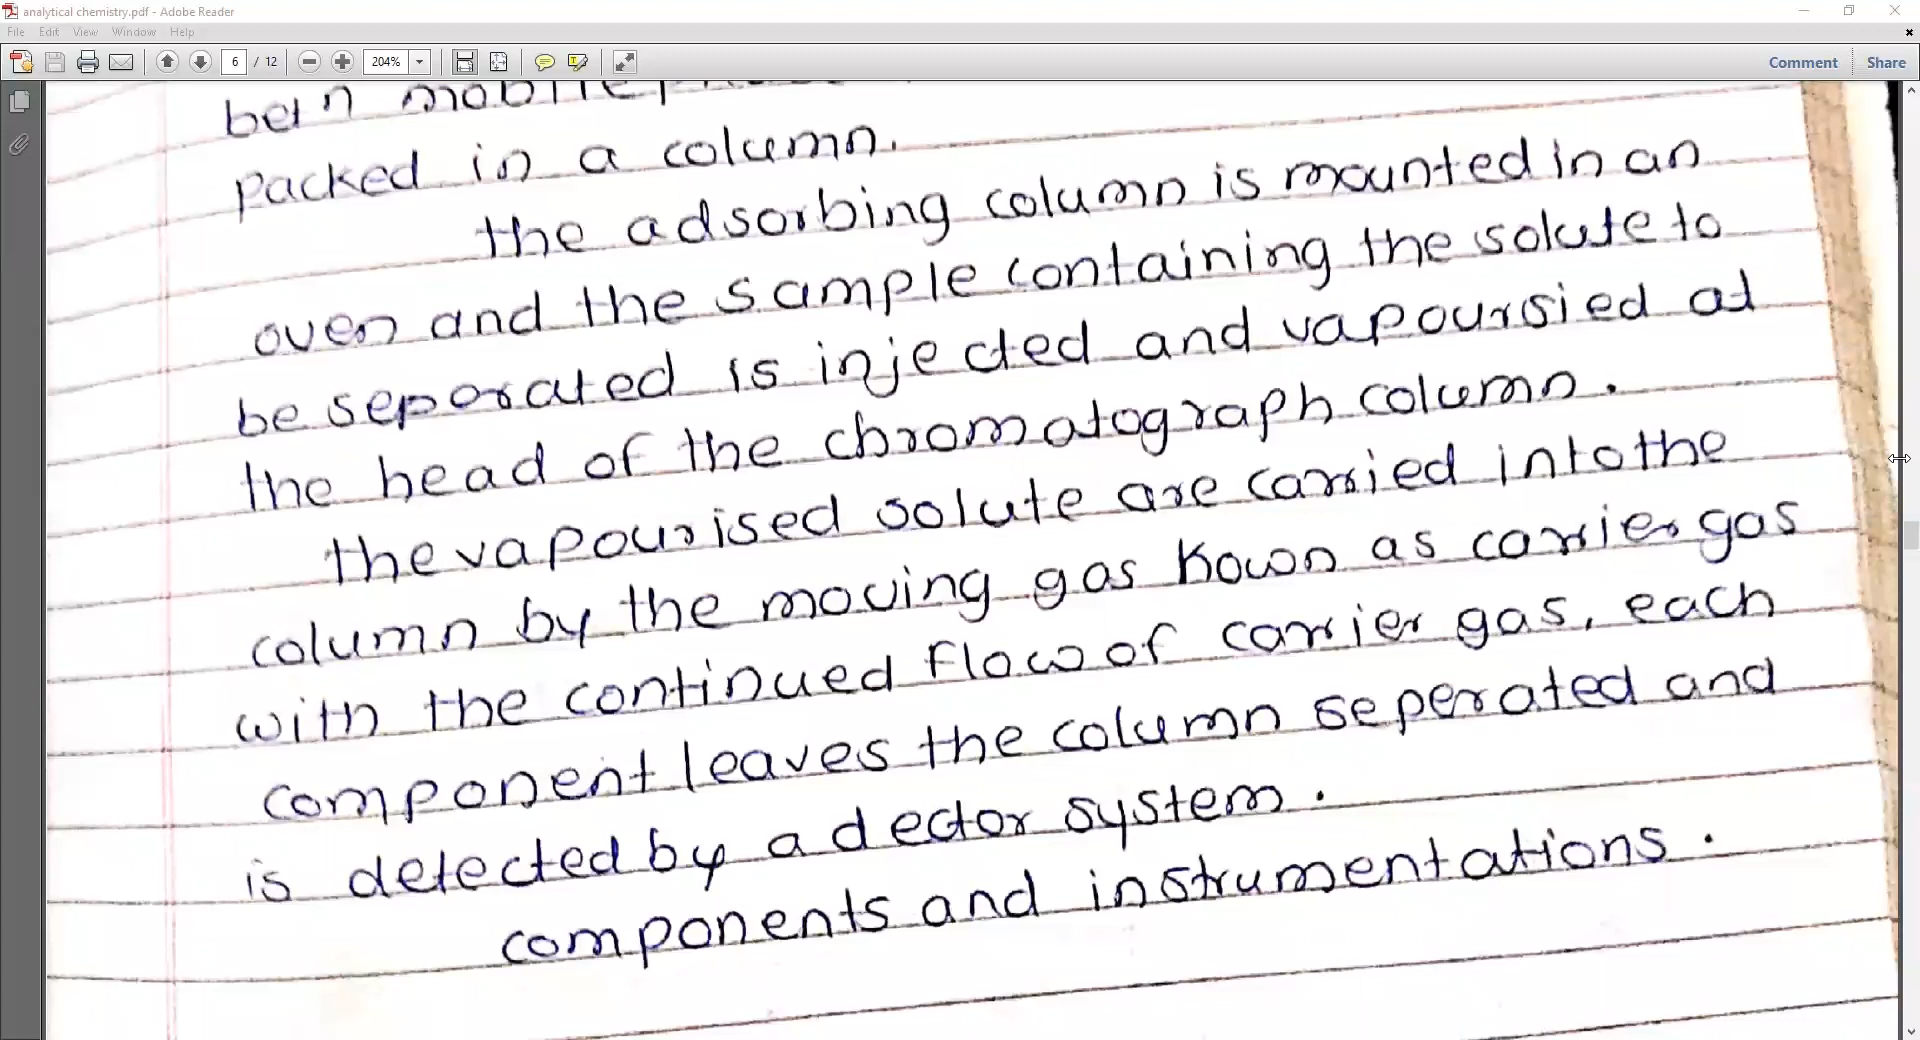 analytical chemistry.pdf - Adobe Reader
File Edit View Window Help
6 / 12 204% Comment Share
packed in a column.
the adsorbing column is mounted in an
oven and the sample containing the solute to
be seporated is injected and vapoursied at
the head of the chromatograph column.
the vapourised solute are carried into the
column by the moving gas Kown as carrier gas
with the continued flow of carrier gas, each
component leaves the column seperated and
is detected by a dector system.
components and instrumentations.